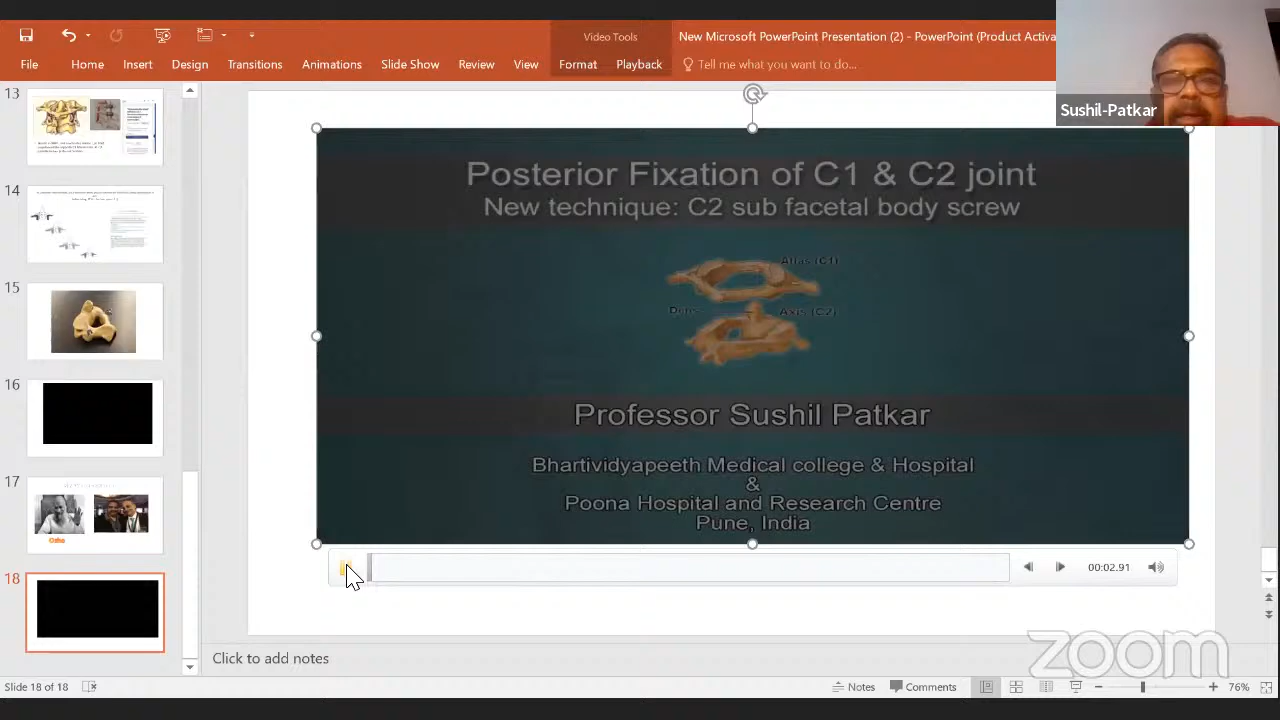 Video Tools
New Microsoft PowerPoint Presentation (2) - PowerPoint (Product Activa
File Home Insert Design Transitions Animations Slide Show Review View Format Playback Tell me what you want to do...
Sushil-Patkar
13
14
15
16
17
Osho
18
Posterior Fixation of C1 & C2 joint
New technique: C2 sub facetal body screw
Atlas (C1)
Dens
Axis (C2)
Professor Sushil Patkar
Bhartividyapeeth Medical college & Hospital
&
Poona Hospital and Research Centre
Pune, India
00:02.91
Click to add notes
zoom
Slide 18 of 18
Notes
Comments
76%